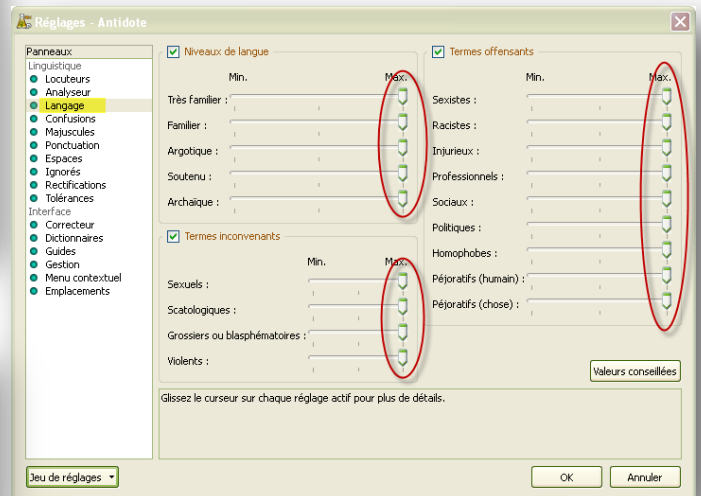 Réglages - Antidote
Panneaux
Linguistique
Locuteurs
Analyseur
Langage
Confusions
Majuscules
Ponctuation
Espaces
Ignorés
Rectifications
Tolérances
Interface
Correcteur
Dictionnaires
Guides
Gestion
Menu contextuel
Emplacements
Niveaux de langue
Min. Max.
Très familier :
Familier :
Argotique :
Soutenu :
Archaïque :
Termes inconvenants
Min. Max.
Sexuels :
Scatologiques :
Grossiers ou blasphématoires :
Violents :
Termes offensants
Min. Max.
Sexistes :
Racistes :
Injurieux :
Professionnels :
Sociaux :
Politiques :
Homophobes :
Péjoratifs (humain) :
Péjoratifs (chose) :
Valeurs conseillées
Glissez le curseur sur chaque réglage actif pour plus de détails.
Jeu de réglages
OK
Annuler